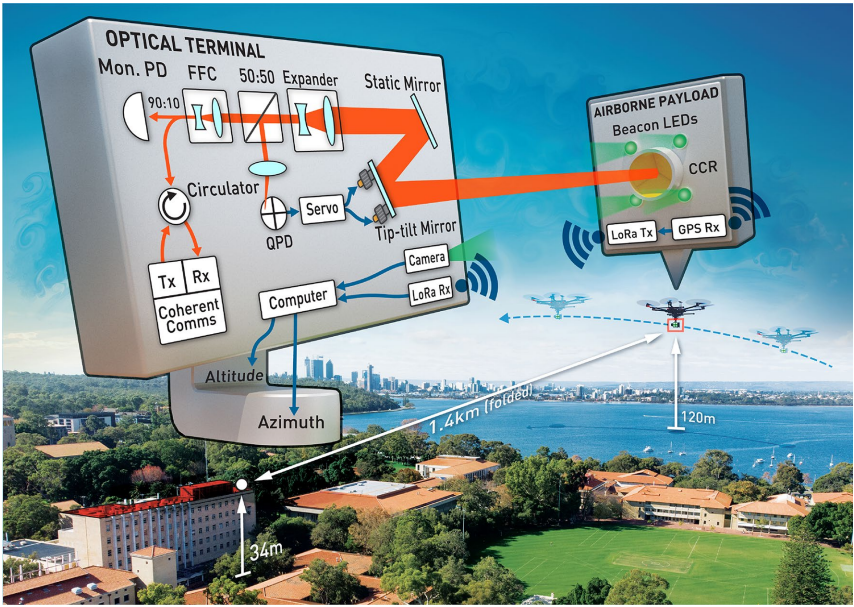 OPTICAL TERMINAL
Mon. PD
FFC
50:50
Expander
Static Mirror
90:10
Circulator
QPD
Servo
Tip-tilt Mirror
Tx
Rx
Coherent
Comms
Computer
Camera
LoRa Rx
Altitude
Azimuth
AIRBORNE PAYLOAD
Beacon LEDs
CCR
LoRa Tx
GPS Rx
1.4km (folded)
120m
34m